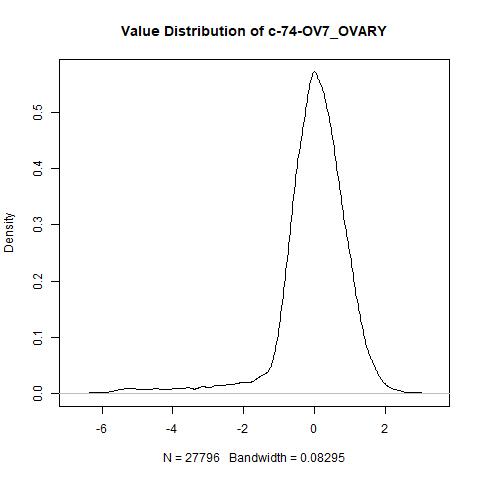 Value Distribution of c-74-OV7_OVARY
Density
0.5
0.4
0.3
0.2
0.1
0.0
-6 -4 -2 0 2
N = 27796 Bandwidth = 0.08295